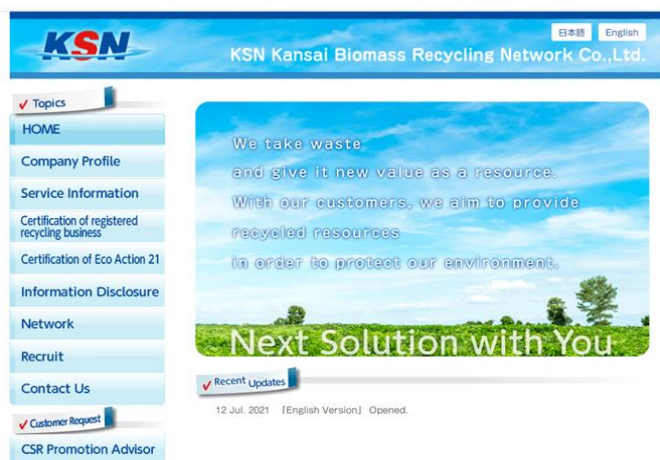 KSN
日本語
English
KSN Kansai Biomass Recycling Network Co.,Ltd.
Topics
HOME
Company Profile
Service Information
Certification of registered
recycling business
Certification of Eco Action 21
Information Disclosure
Network
Recruit
Contact Us
Customer Request
CSR Promotion Advisor
We take waste
and give it new value as a resource.
With our customers, we aim to provide
recycled resources
in order to protect our environment.
Next Solution with You
Recent Updates
12 Jul. 2021 「English Version」 Opened.